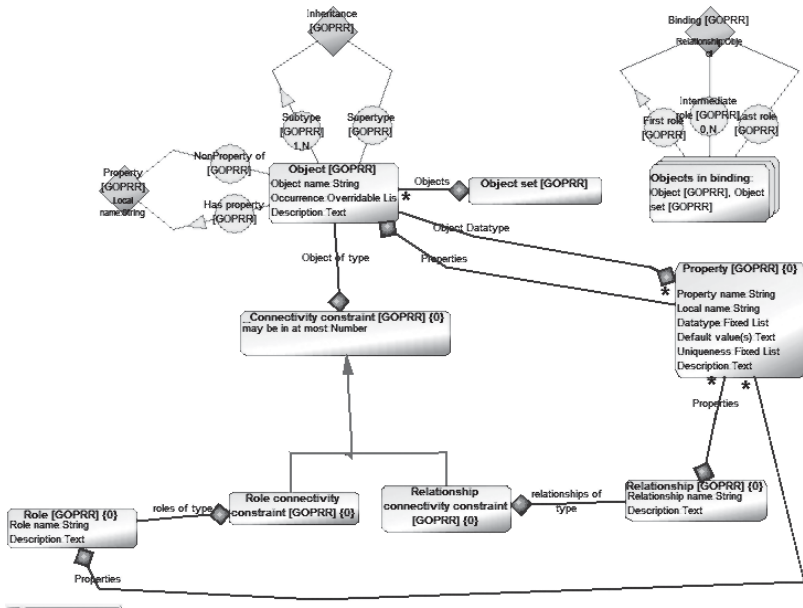 Inheritance
[GOPRR]
Subtype
[GOPRR]
1,N
Supertype
[GOPRR]
Binding [GOPRR]
Relationship:Obje
ct
First role
[GOPRR]
Intermediate
role [GOPRR]
0,N
Last role
[GOPRR]
Objects in binding:
Object [GOPRR], Object
set [GOPRR]
Property
[GOPRR]
Local
name:String
NonProperty of
[GOPRR]
Has property
[GOPRR]
Object [GOPRR]
Object name:String
Occurrence:Overridable Lis
Description:Text
*
Objects
Object set [GOPRR]
Object Datatype
Properties
Object of type
*
Property [GOPRR] {0}
Property name:String
Local name:String
Datatype:Fixed List
Default value(s):Text
Uniqueness:Fixed List
Description:Text
* *
Connectivity constraint [GOPRR] {0}
may be in at most:Number
Properties
Role [GOPRR] {0}
Role name:String
Description:Text
roles of type
Role connectivity
constraint [GOPRR] {0}
Relationship
connectivity constraint
[GOPRR] {0}
relationships of
type
Relationship [GOPRR] {0}
Relationship name:String
Description:Text
Properties